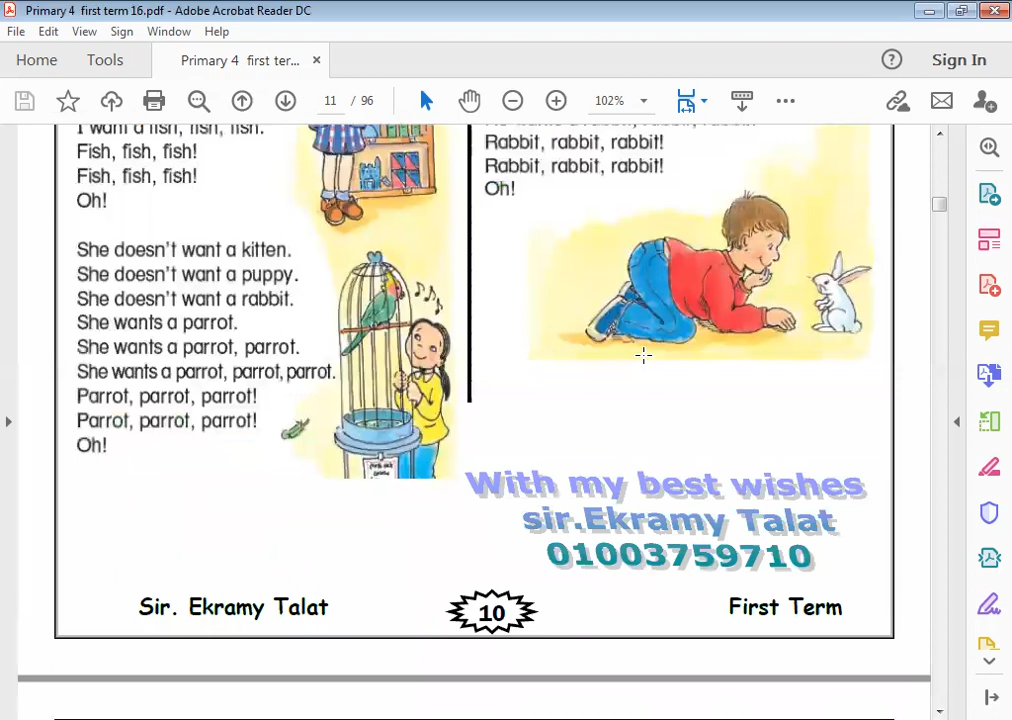 Primary 4 first term 16.pdf - Adobe Acrobat Reader DC
File Edit View Sign Window Help
Home Tools Primary 4 first ter... × Sign In
11 / 96 102%
I want a fish, fish, fish.
Fish, fish, fish!
Fish, fish, fish!
Oh!
She doesn't want a kitten.
She doesn't want a puppy.
She doesn't want a rabbit.
She wants a parrot.
She wants a parrot, parrot.
She wants a parrot, parrot, parrot.
Parrot, parrot, parrot!
Parrot, parrot, parrot!
Oh!
Rabbit, rabbit, rabbit!
Rabbit, rabbit, rabbit!
Oh!
With my best wishes
sir.Ekramy Talat
01003759710
Sir. Ekramy Talat 10 First Term